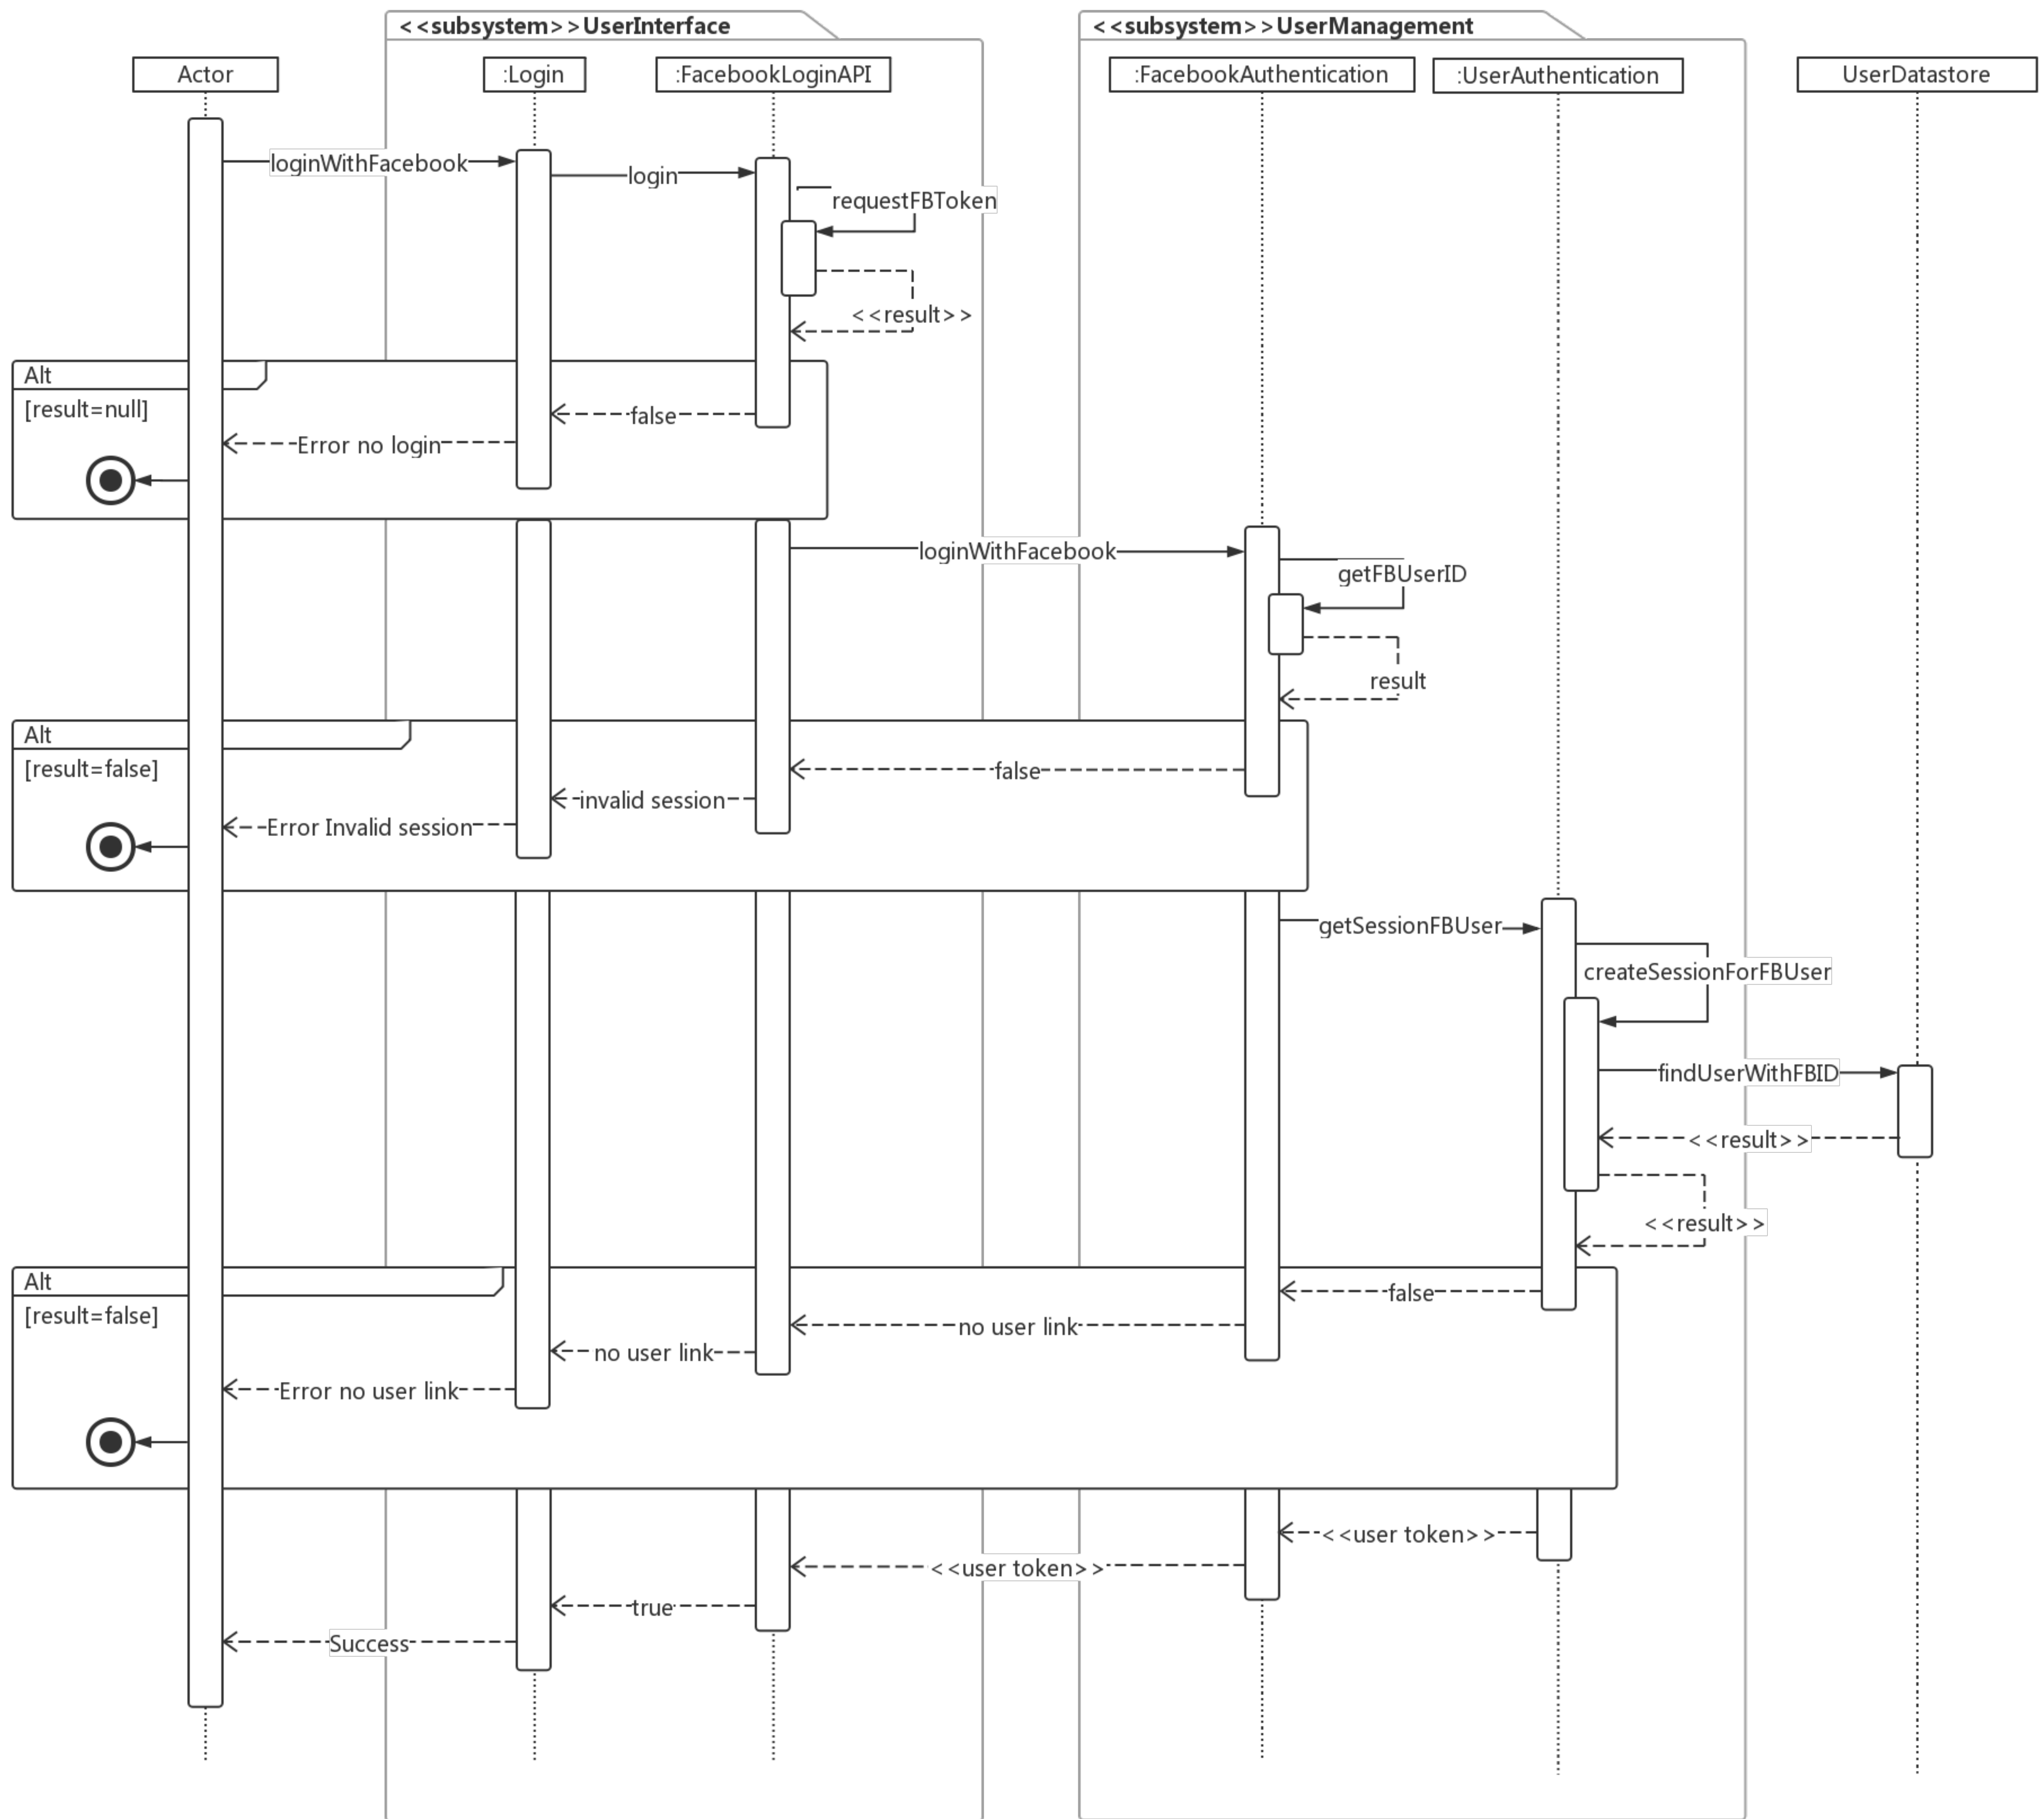 <<subsystem>>UserInterface
<<subsystem>>UserManagement
Actor
:Login
:FacebookLoginAPI
:FacebookAuthentication
:UserAuthentication
UserDatastore
loginWithFacebook
login
requestFBToken
<<result>>
Alt
[result=null]
false
Error no login
loginWithFacebook
getFBUserID
result
Alt
[result=false]
false
invalid session
Error Invalid session
getSessionFBUser
createSessionForFBUser
findUserWithFBID
<<result>>
<<result>>
Alt
[result=false]
false
no user link
no user link
Error no user link
<<user token>>
<<user token>>
true
Success